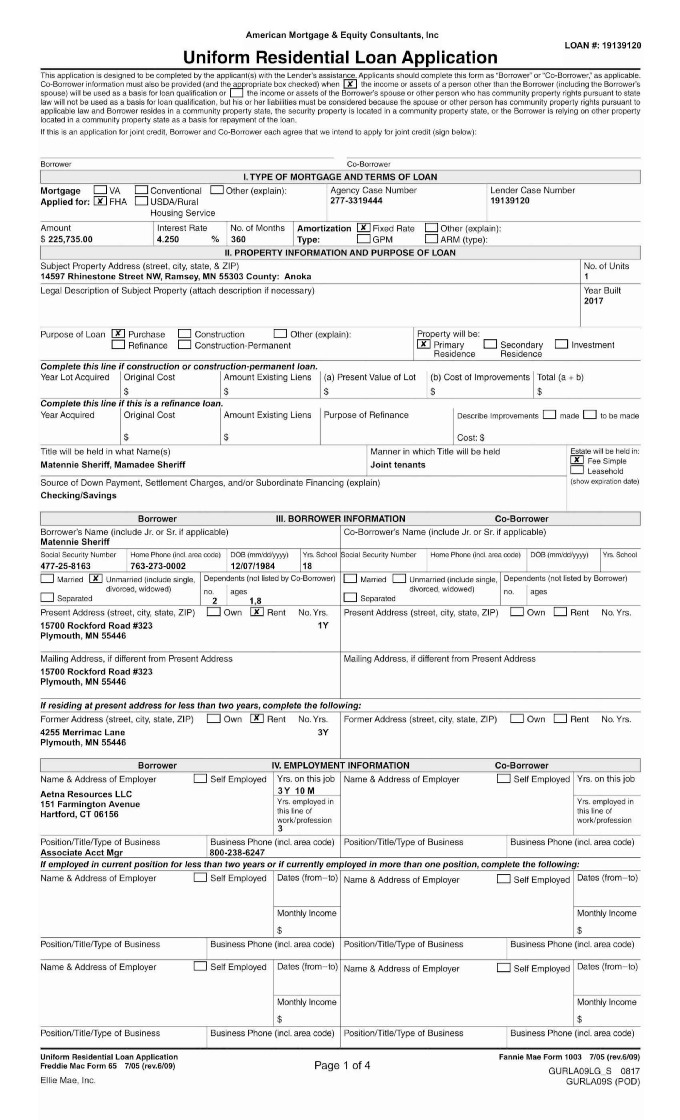 American Mortgage & Equity Consultants, Inc
LOAN #: 19139120
Uniform Residential Loan Application
This application is designed to be completed by the applicant(s) with the Lender's assistance. Applicants should complete this form as "Borrower" or "Co-Borrower," as applicable.
Co-Borrower information must also be provided (and the appropriate box checked) when ☒ the income or assets of a person other than the Borrower (including the Borrower's
spouse) will be used as a basis for loan qualification or ☐ the income or assets of the Borrower's spouse or other person who has community property rights pursuant to state
law will not be used as a basis for loan qualification, but his or her liabilities must be considered because the spouse or other person has community property rights pursuant to
applicable law and Borrower resides in a community property state, the security property is located in a community property state, or the Borrower is relying on other property
located in a community property state as a basis for repayment of the loan.
If this is an application for joint credit, Borrower and Co-Borrower each agree that we intend to apply for joint credit (sign below):
Borrower Co-Borrower
I. TYPE OF MORTGAGE AND TERMS OF LOAN
Mortgage ☐ VA ☐ Conventional ☐ Other (explain): Agency Case Number Lender Case Number
Applied for: ☒ FHA ☐ USDA/Rural 277-3319444 19139120
Housing Service
Amount Interest Rate No. of Months Amortization ☒ Fixed Rate ☐ Other (explain):
$ 225,735.00 4.250 % 360 Type: ☐ GPM ☐ ARM (type):
II. PROPERTY INFORMATION AND PURPOSE OF LOAN
Subject Property Address (street, city, state, & ZIP) No. of Units
14597 Rhinestone Street NW, Ramsey, MN 55303 County: Anoka 1
Legal Description of Subject Property (attach description if necessary) Year Built
2017
Purpose of Loan ☒ Purchase ☐ Construction ☐ Other (explain): Property will be:
☐ Refinance ☐ Construction-Permanent ☒ Primary Residence ☐ Secondary Residence ☐ Investment
Complete this line if construction or construction-permanent loan.
Year Lot Acquired Original Cost Amount Existing Liens (a) Present Value of Lot (b) Cost of Improvements Total (a + b)
$ $ $ $ $
Complete this line if this is a refinance loan.
Year Acquired Original Cost Amount Existing Liens Purpose of Refinance Describe Improvements ☐ made ☐ to be made
$ $ Cost: $
Title will be held in what Name(s) Manner in which Title will be held Estate will be held in:
Matennie Sheriff, Mamadee Sheriff Joint tenants ☒ Fee Simple
☐ Leasehold
Source of Down Payment, Settlement Charges, and/or Subordinate Financing (explain) (show expiration date)
Checking/Savings
Borrower III. BORROWER INFORMATION Co-Borrower
Borrower's Name (include Jr. or Sr. if applicable) Co-Borrower's Name (include Jr. or Sr. if applicable)
Matennie Sheriff
Social Security Number Home Phone (incl. area code) DOB (mm/dd/yyyy) Yrs. School Social Security Number Home Phone (incl. area code) DOB (mm/dd/yyyy) Yrs. School
477-25-8163 763-273-0002 12/07/1984 18
☐ Married ☒ Unmarried (include single, Dependents (not listed by Co-Borrower) ☐ Married ☐ Unmarried (include single, Dependents (not listed by Borrower)
divorced, widowed) no. ages divorced, widowed) no. ages
☐ Separated 2 1,8 ☐ Separated
Present Address (street, city, state, ZIP) ☐ Own ☒ Rent No. Yrs. Present Address (street, city, state, ZIP) ☐ Own ☐ Rent No. Yrs.
15700 Rockford Road #323 1Y
Plymouth, MN 55446
Mailing Address, if different from Present Address Mailing Address, if different from Present Address
15700 Rockford Road #323
Plymouth, MN 55446
If residing at present address for less than two years, complete the following:
Former Address (street, city, state, ZIP) ☐ Own ☒ Rent No. Yrs. Former Address (street, city, state, ZIP) ☐ Own ☐ Rent No. Yrs.
4255 Merrimac Lane 3Y
Plymouth, MN 55446
Borrower IV. EMPLOYMENT INFORMATION Co-Borrower
Name & Address of Employer ☐ Self Employed Yrs. on this job Name & Address of Employer ☐ Self Employed Yrs. on this job
3 Y 10 M
Aetna Resources LLC
151 Farmington Avenue Yrs. employed in this line of work/profession Yrs. employed in this line of work/profession
Hartford, CT 06156
3
Position/Title/Type of Business Business Phone (incl. area code) Position/Title/Type of Business Business Phone (incl. area code)
Associate Acct Mgr 800-238-6247
If employed in current position for less than two years or if currently employed in more than one position, complete the following:
Name & Address of Employer ☐ Self Employed Dates (from–to) Name & Address of Employer ☐ Self Employed Dates (from–to)
Monthly Income Monthly Income
$ $
Position/Title/Type of Business Business Phone (incl. area code) Position/Title/Type of Business Business Phone (incl. area code)
Name & Address of Employer ☐ Self Employed Dates (from–to) Name & Address of Employer ☐ Self Employed Dates (from–to)
Monthly Income Monthly Income
$ $
Position/Title/Type of Business Business Phone (incl. area code) Position/Title/Type of Business Business Phone (incl. area code)
Uniform Residential Loan Application Fannie Mae Form 1003 7/05 (rev.6/09)
Freddie Mac Form 65 7/05 (rev.6/09) Page 1 of 4
GURLA09LG_S 0817
Ellie Mae, Inc. GURLA09S (POD)